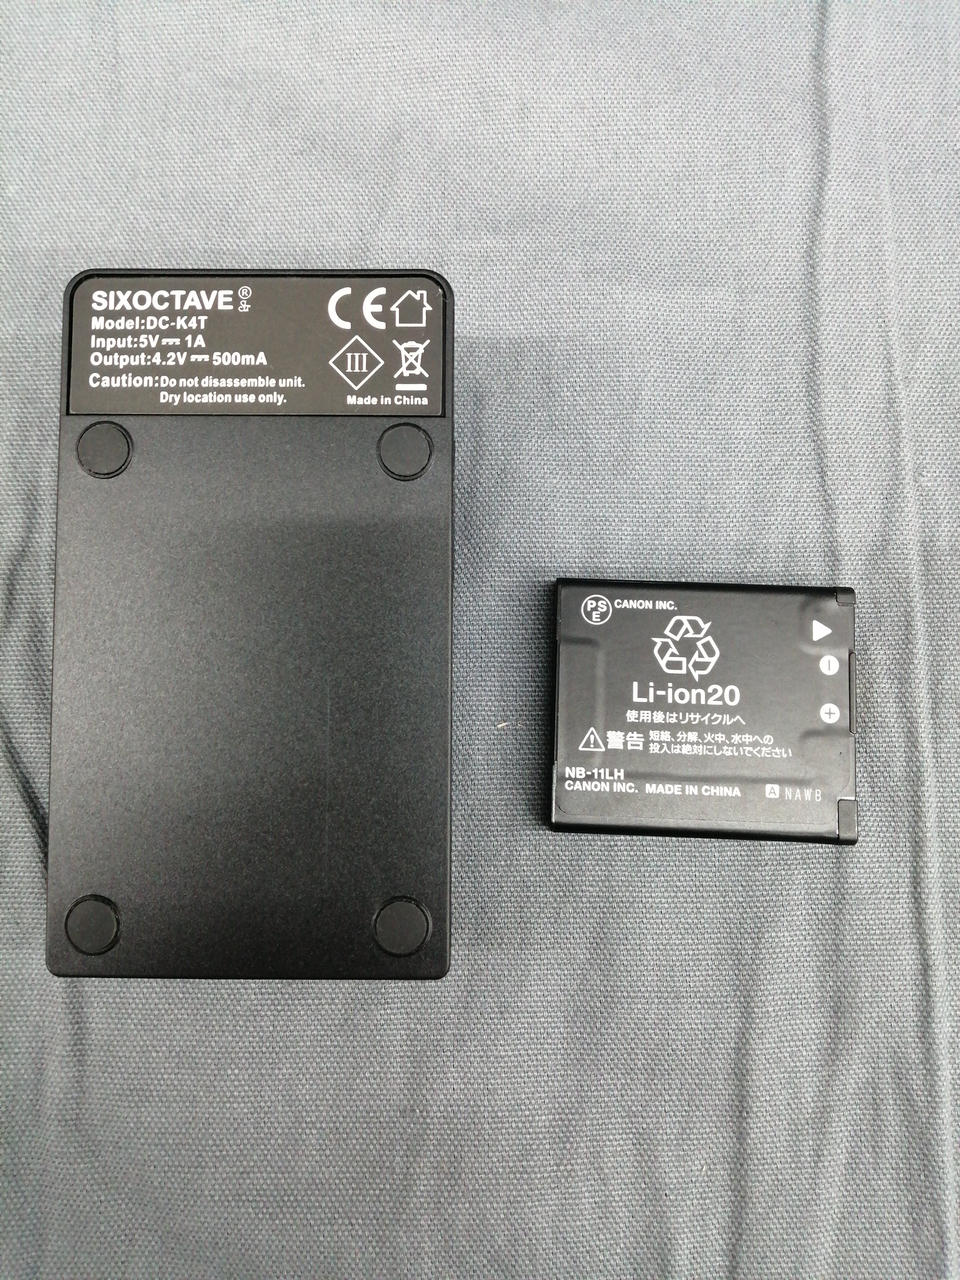 SIXOCTAVE®
Model:DC-K4T
Input:5V⎓1A
Output:4.2V⎓500mA
Caution:Do not disassemble unit.
Dry location use only.
CE
III
Made in China
PSE CANON INC.
Li-ion20
使用後はリサイクルへ
警告 短絡、分解、火中、水中への
投入は絶対にしないでください
NB-11LH
CANON INC. MADE IN CHINA A NAWB